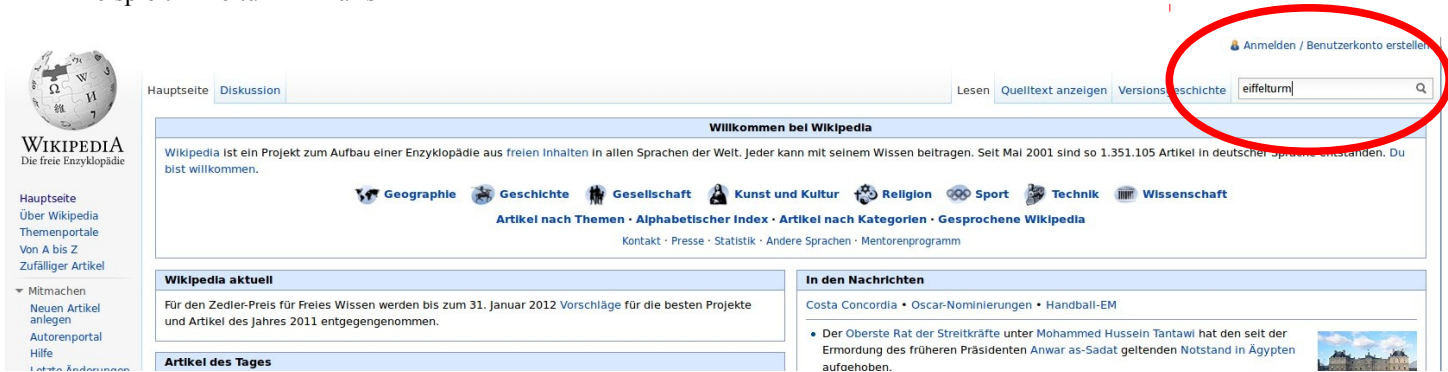 Anmelden / Benutzerkonto erstellen
Hauptseite Diskussion Lesen Quelltext anzeigen Versionsgeschichte eiffelturm
WIKIPEDIA
Die freie Enzyklopädie
Hauptseite
Über Wikipedia
Themenportale
Von A bis Z
Zufälliger Artikel
Mitmachen
Neuen Artikel
anlegen
Autorenportal
Hilfe
Letzte Änderungen
Willkommen bei Wikipedia
Wikipedia ist ein Projekt zum Aufbau einer Enzyklopädie aus freien Inhalten in allen Sprachen der Welt. Jeder kann mit seinem Wissen beitragen. Seit Mai 2001 sind so 1.351.105 Artikel in deutscher Sprache entstanden. Du
bist willkommen.
Geographie Geschichte Gesellschaft Kunst und Kultur Religion Sport Technik Wissenschaft
Artikel nach Themen · Alphabetischer Index · Artikel nach Kategorien · Gesprochene Wikipedia
Kontakt · Presse · Statistik · Andere Sprachen · Mentorenprogramm
Wikipedia aktuell
Für den Zedler-Preis für Freies Wissen werden bis zum 31. Januar 2012 Vorschläge für die besten Projekte
und Artikel des Jahres 2011 entgegengenommen.
Artikel des Tages
In den Nachrichten
Costa Concordia • Oscar-Nominierungen • Handball-EM
• Der Oberste Rat der Streitkräfte unter Mohammed Hussein Tantawi hat den seit der
Ermordung des früheren Präsidenten Anwar as-Sadat geltenden Notstand in Ägypten
aufgehoben.